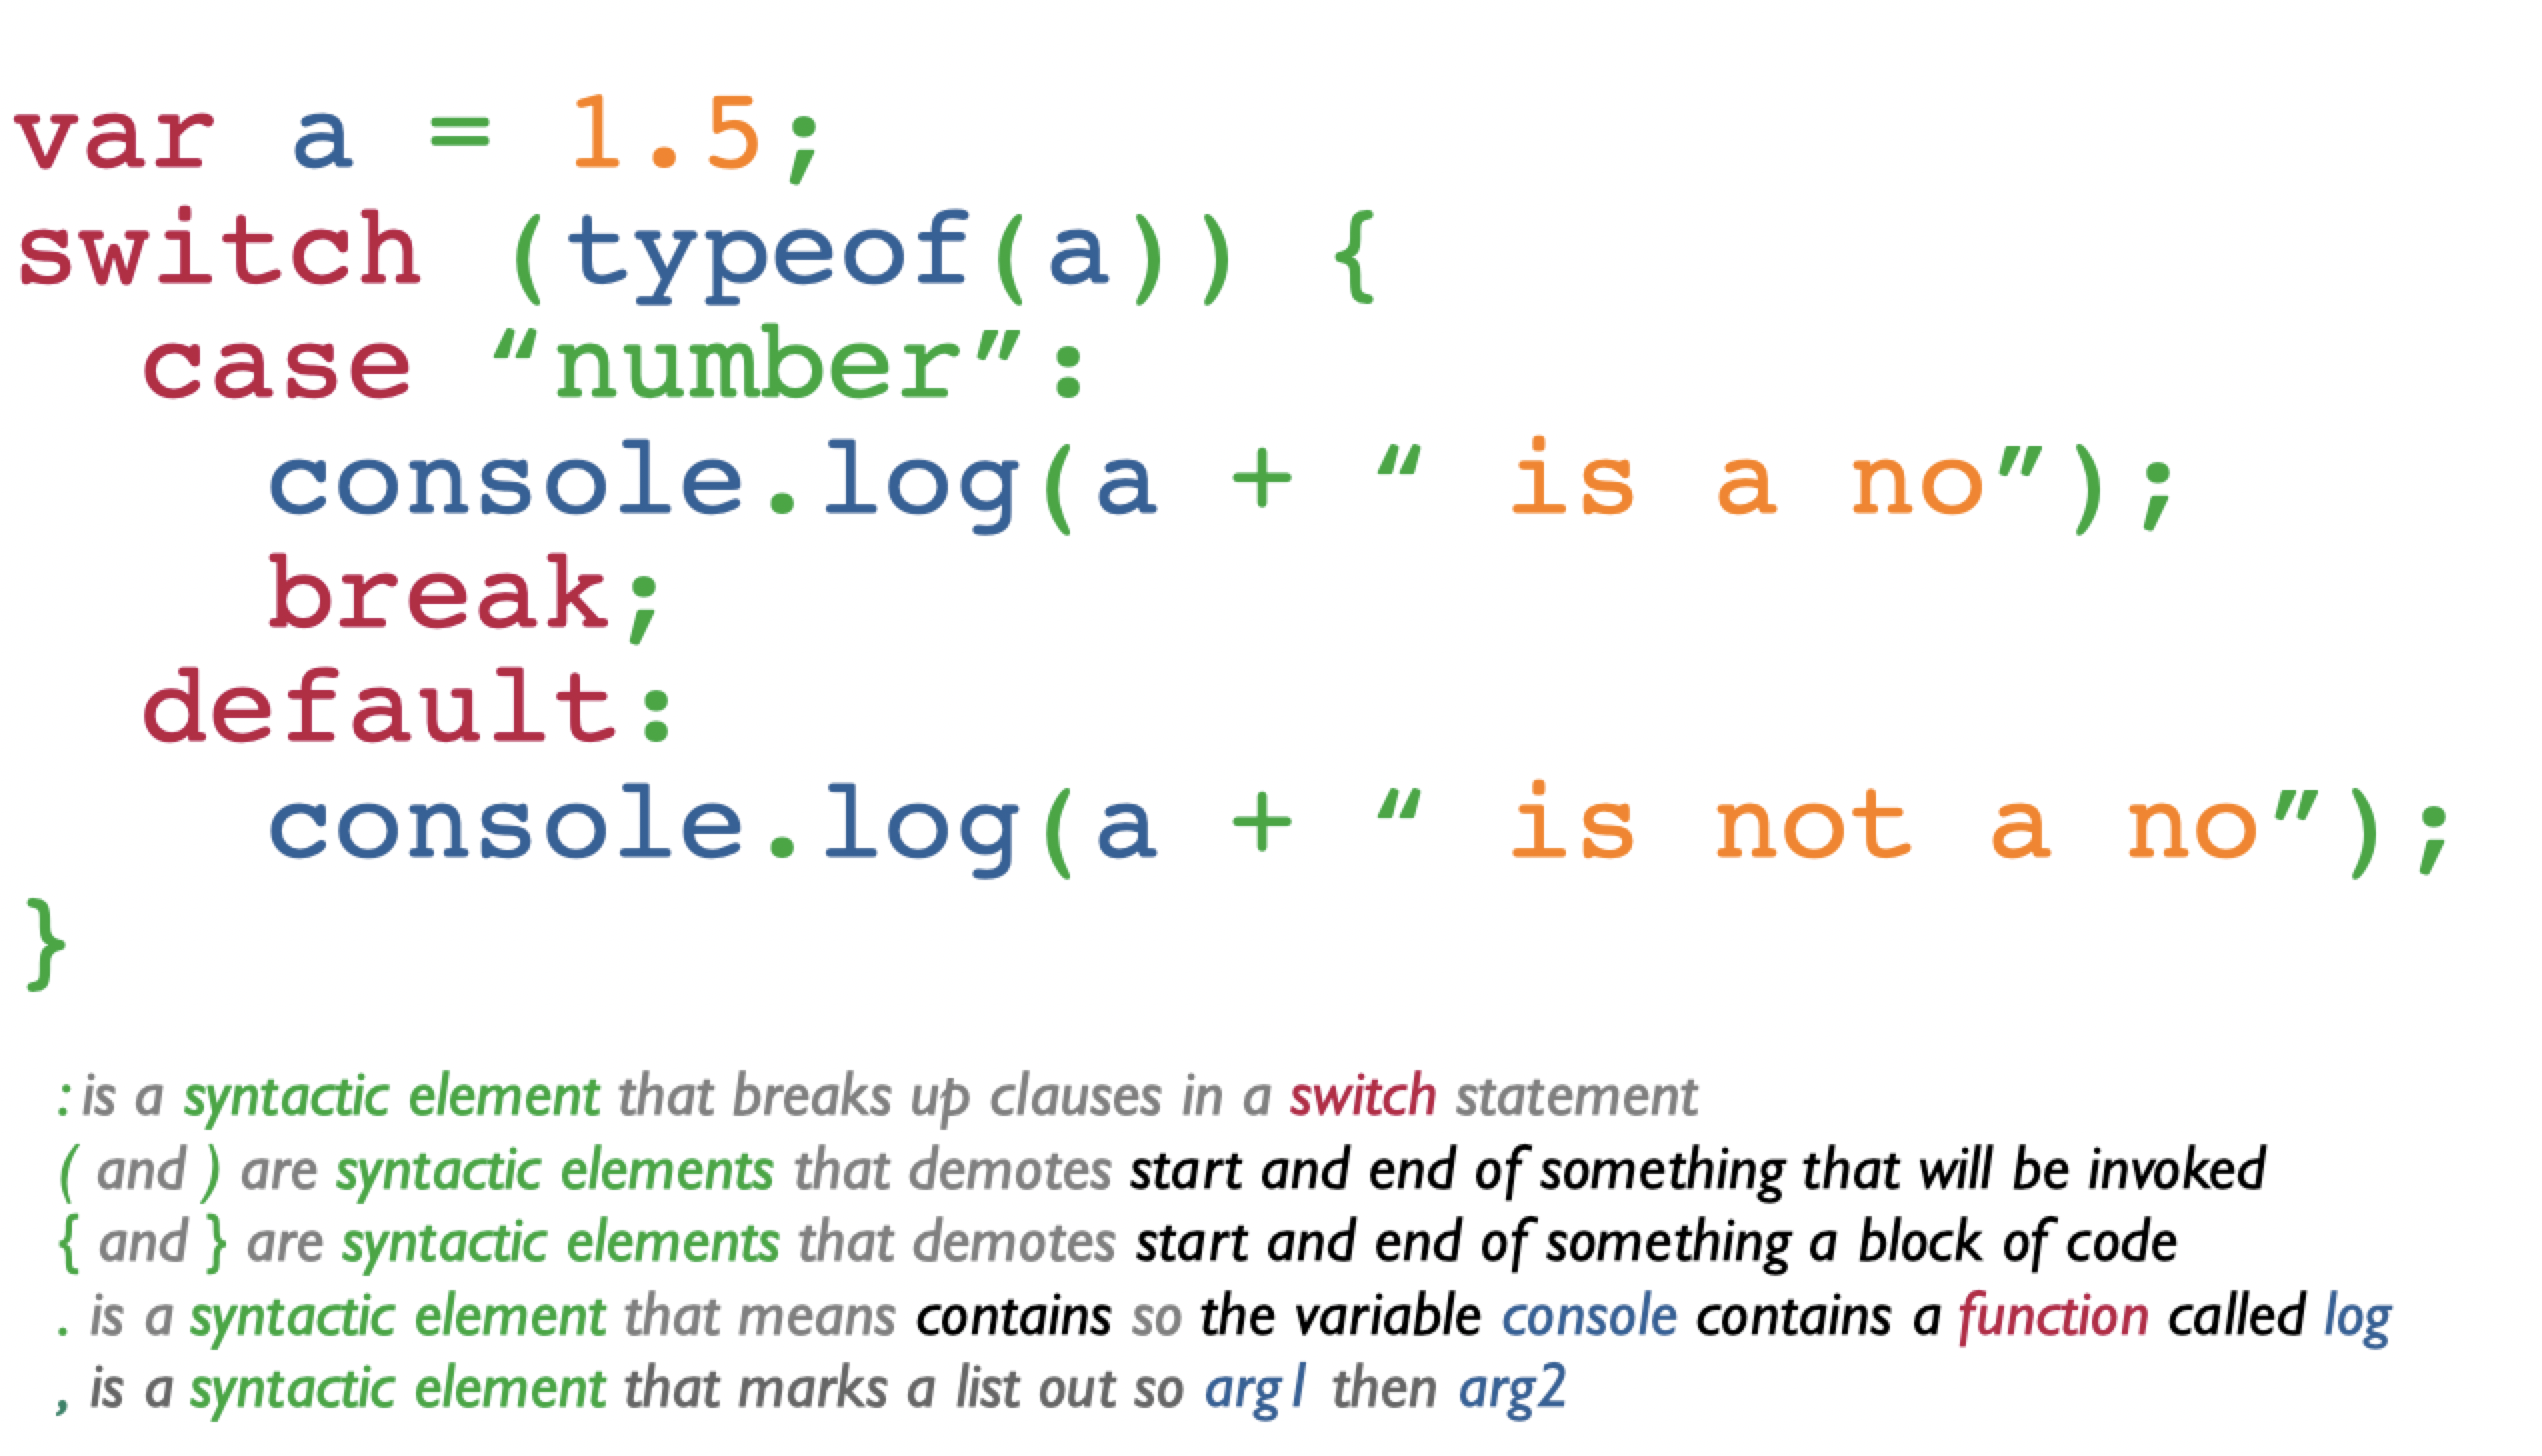 var a = 1.5;
switch (typeof(a)) {
case “number”:
console.log(a + “ is a no”);
break;
default:
console.log(a + “ is not a no”);
}
: is a syntactic element that breaks up clauses in a switch statement
( and ) are syntactic elements that demotes start and end of something that will be invoked
{ and } are syntactic elements that demotes start and end of something a block of code
. is a syntactic element that means contains so the variable console contains a function called log
, is a syntactic element that marks a list out so arg1 then arg2